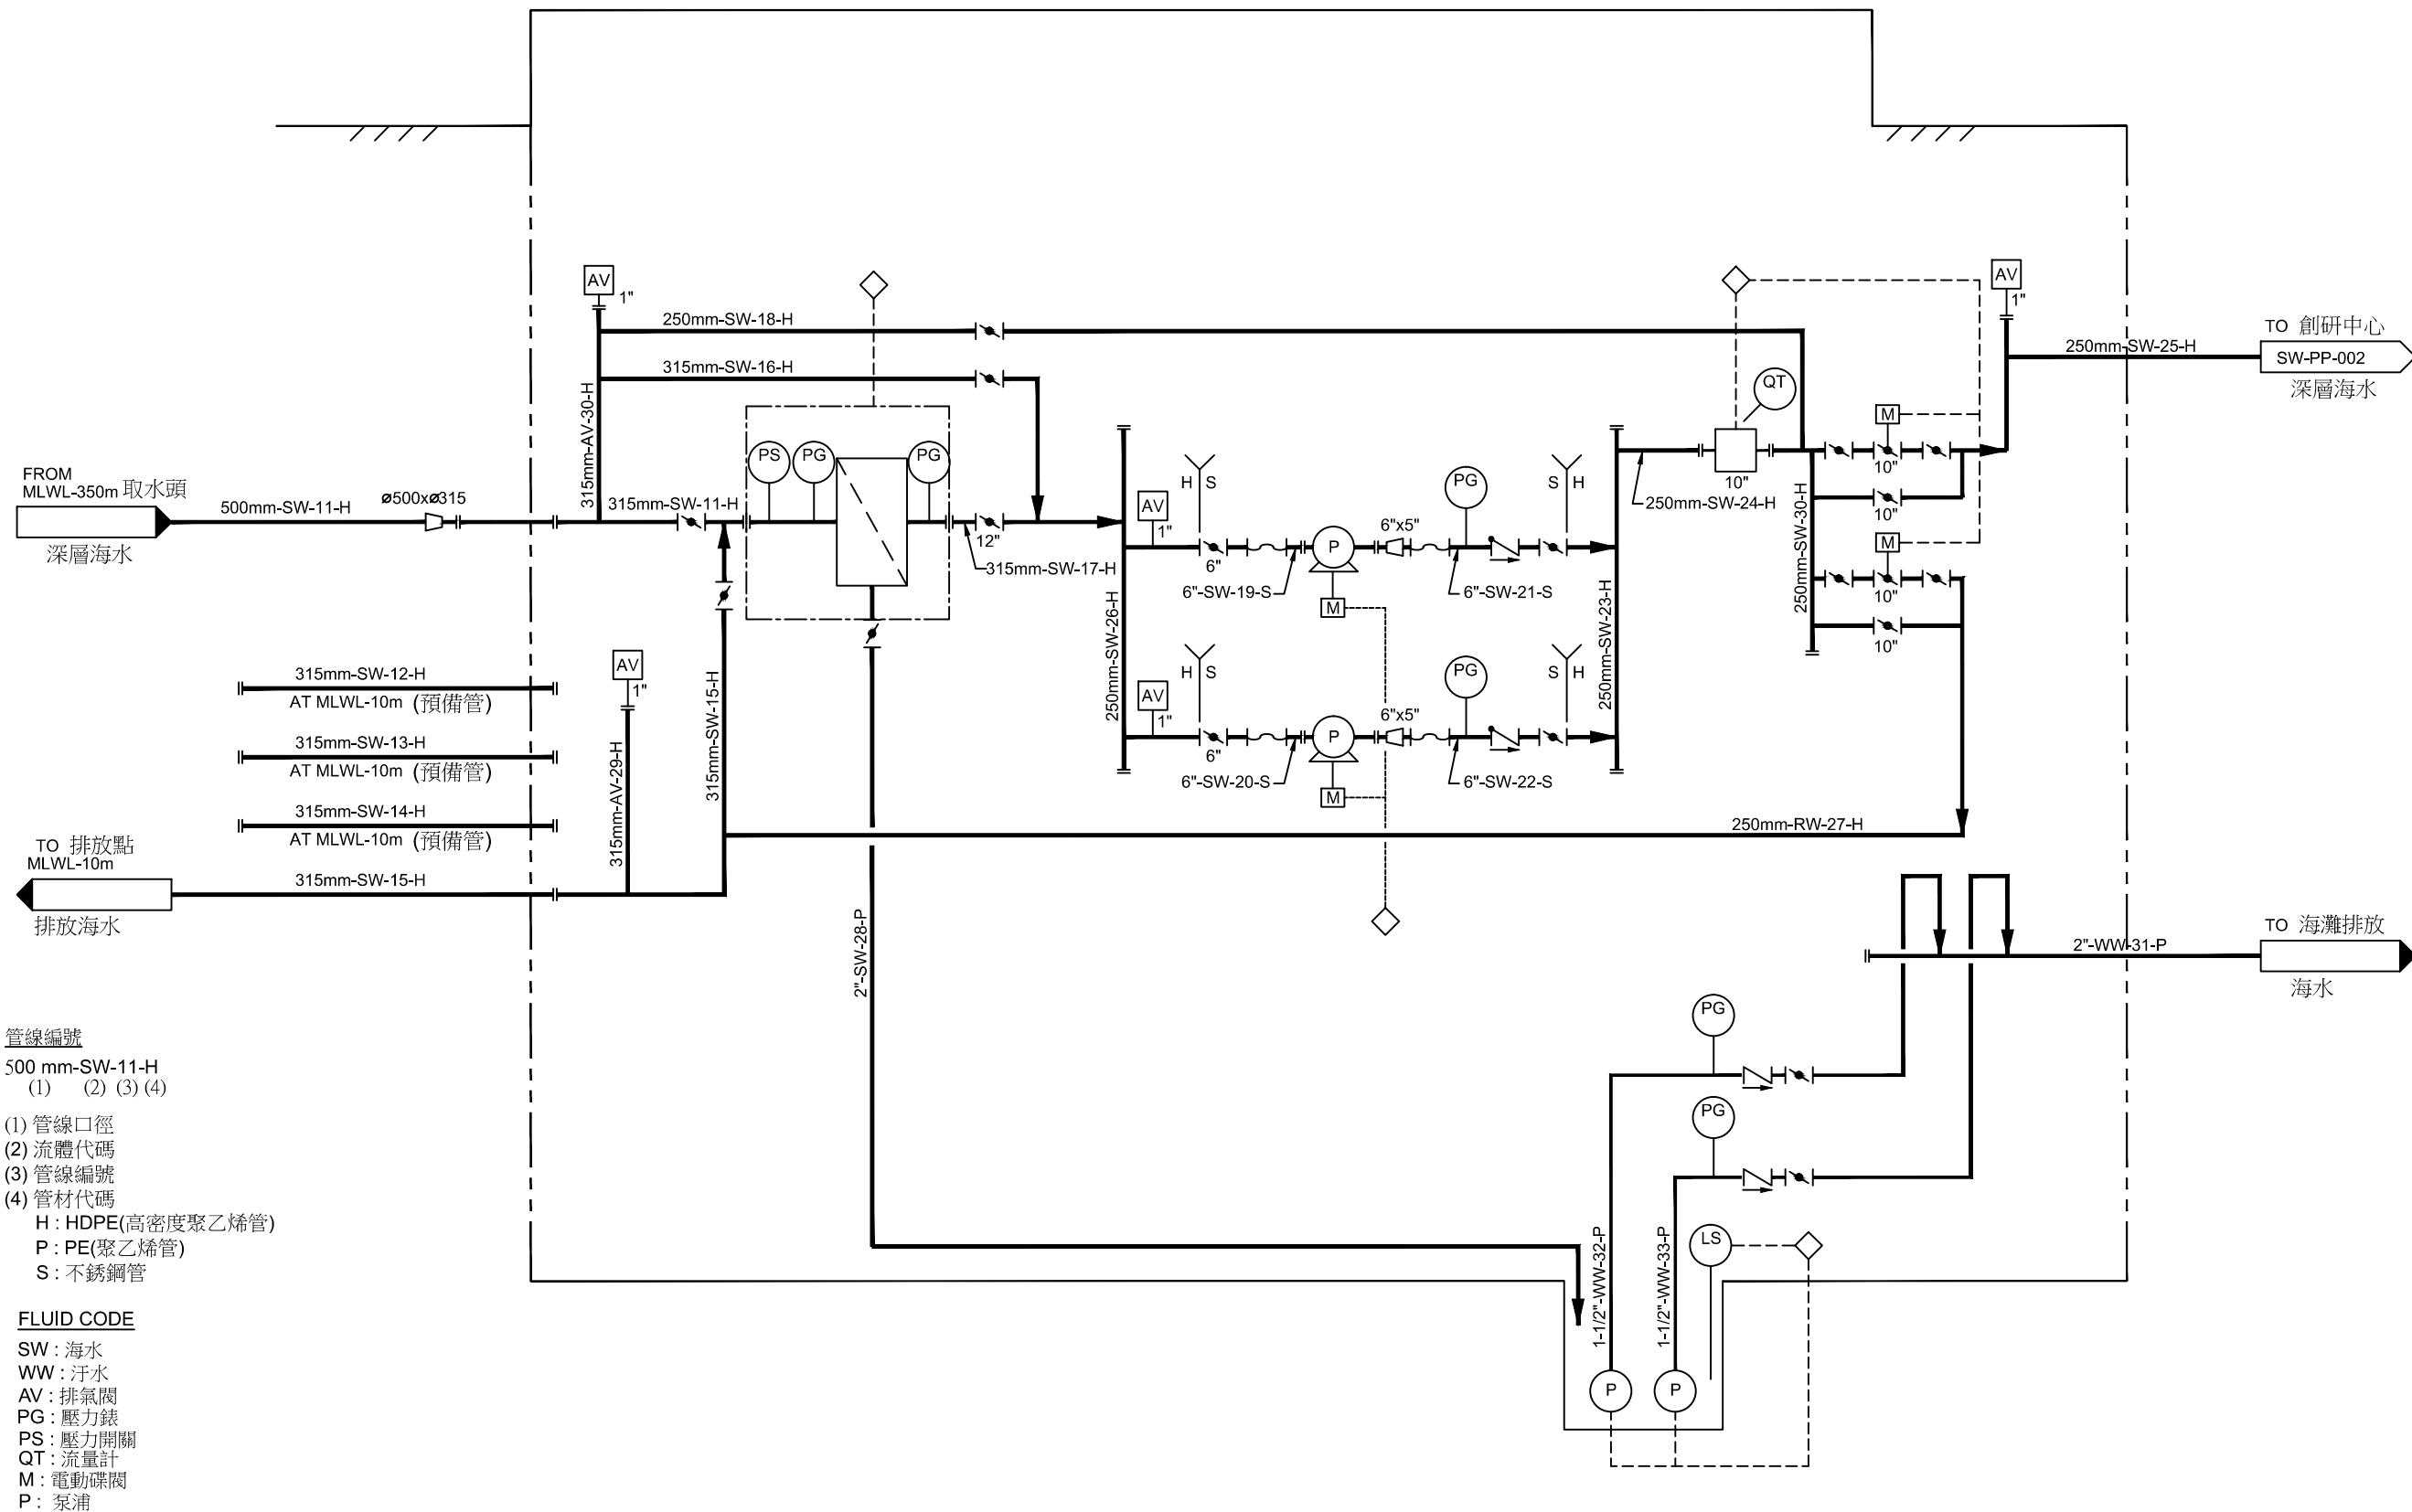 AV
1"
250mm-SW-18-H
315mm-SW-16-H
315mm-AV-30-H
AV
1"
TO 創研中心
250mm-SW-25-H
SW-PP-002
深層海水
QT
10"
M
10"
10"
M
10"
10"
250mm-SW-24-H
250mm-SW-30-H
FROM
MLWL-350m 取水頭
500mm-SW-11-H
ø500xø315
深層海水
315mm-SW-11-H
PS
PG
PG
12"
315mm-SW-17-H
AV
1"
H
S
6"
6"-SW-19-S
P
M
6"x5"
PG
6"-SW-21-S
S
H
250mm-SW-26-H
250mm-SW-23-H
AV
1"
H
S
6"
6"-SW-20-S
P
M
6"x5"
PG
6"-SW-22-S
S
H
315mm-SW-12-H
AT MLWL-10m (預備管)
315mm-SW-13-H
AT MLWL-10m (預備管)
315mm-SW-14-H
AT MLWL-10m (預備管)
AV
1"
315mm-AV-29-H
315mm-SW-15-H
250mm-RW-27-H
TO 排放點
MLWL-10m
315mm-SW-15-H
排放海水
2"-SW-28-P
TO 海灘排放
2"-WW-31-P
海水
PG
PG
1-1/2"-WW-32-P
1-1/2"-WW-33-P
LS
P
P
管線編號
500 mm-SW-11-H
(1) (2) (3) (4)
(1) 管線口徑
(2) 流體代碼
(3) 管線編號
(4) 管材代碼
H : HDPE(高密度聚乙烯管)
P : PE(聚乙烯管)
S : 不銹鋼管
FLUID CODE
SW : 海水
WW : 汙水
AV : 排氣閥
PG : 壓力錶
PS : 壓力開關
QT : 流量計
M : 電動碟閥
P : 泵浦